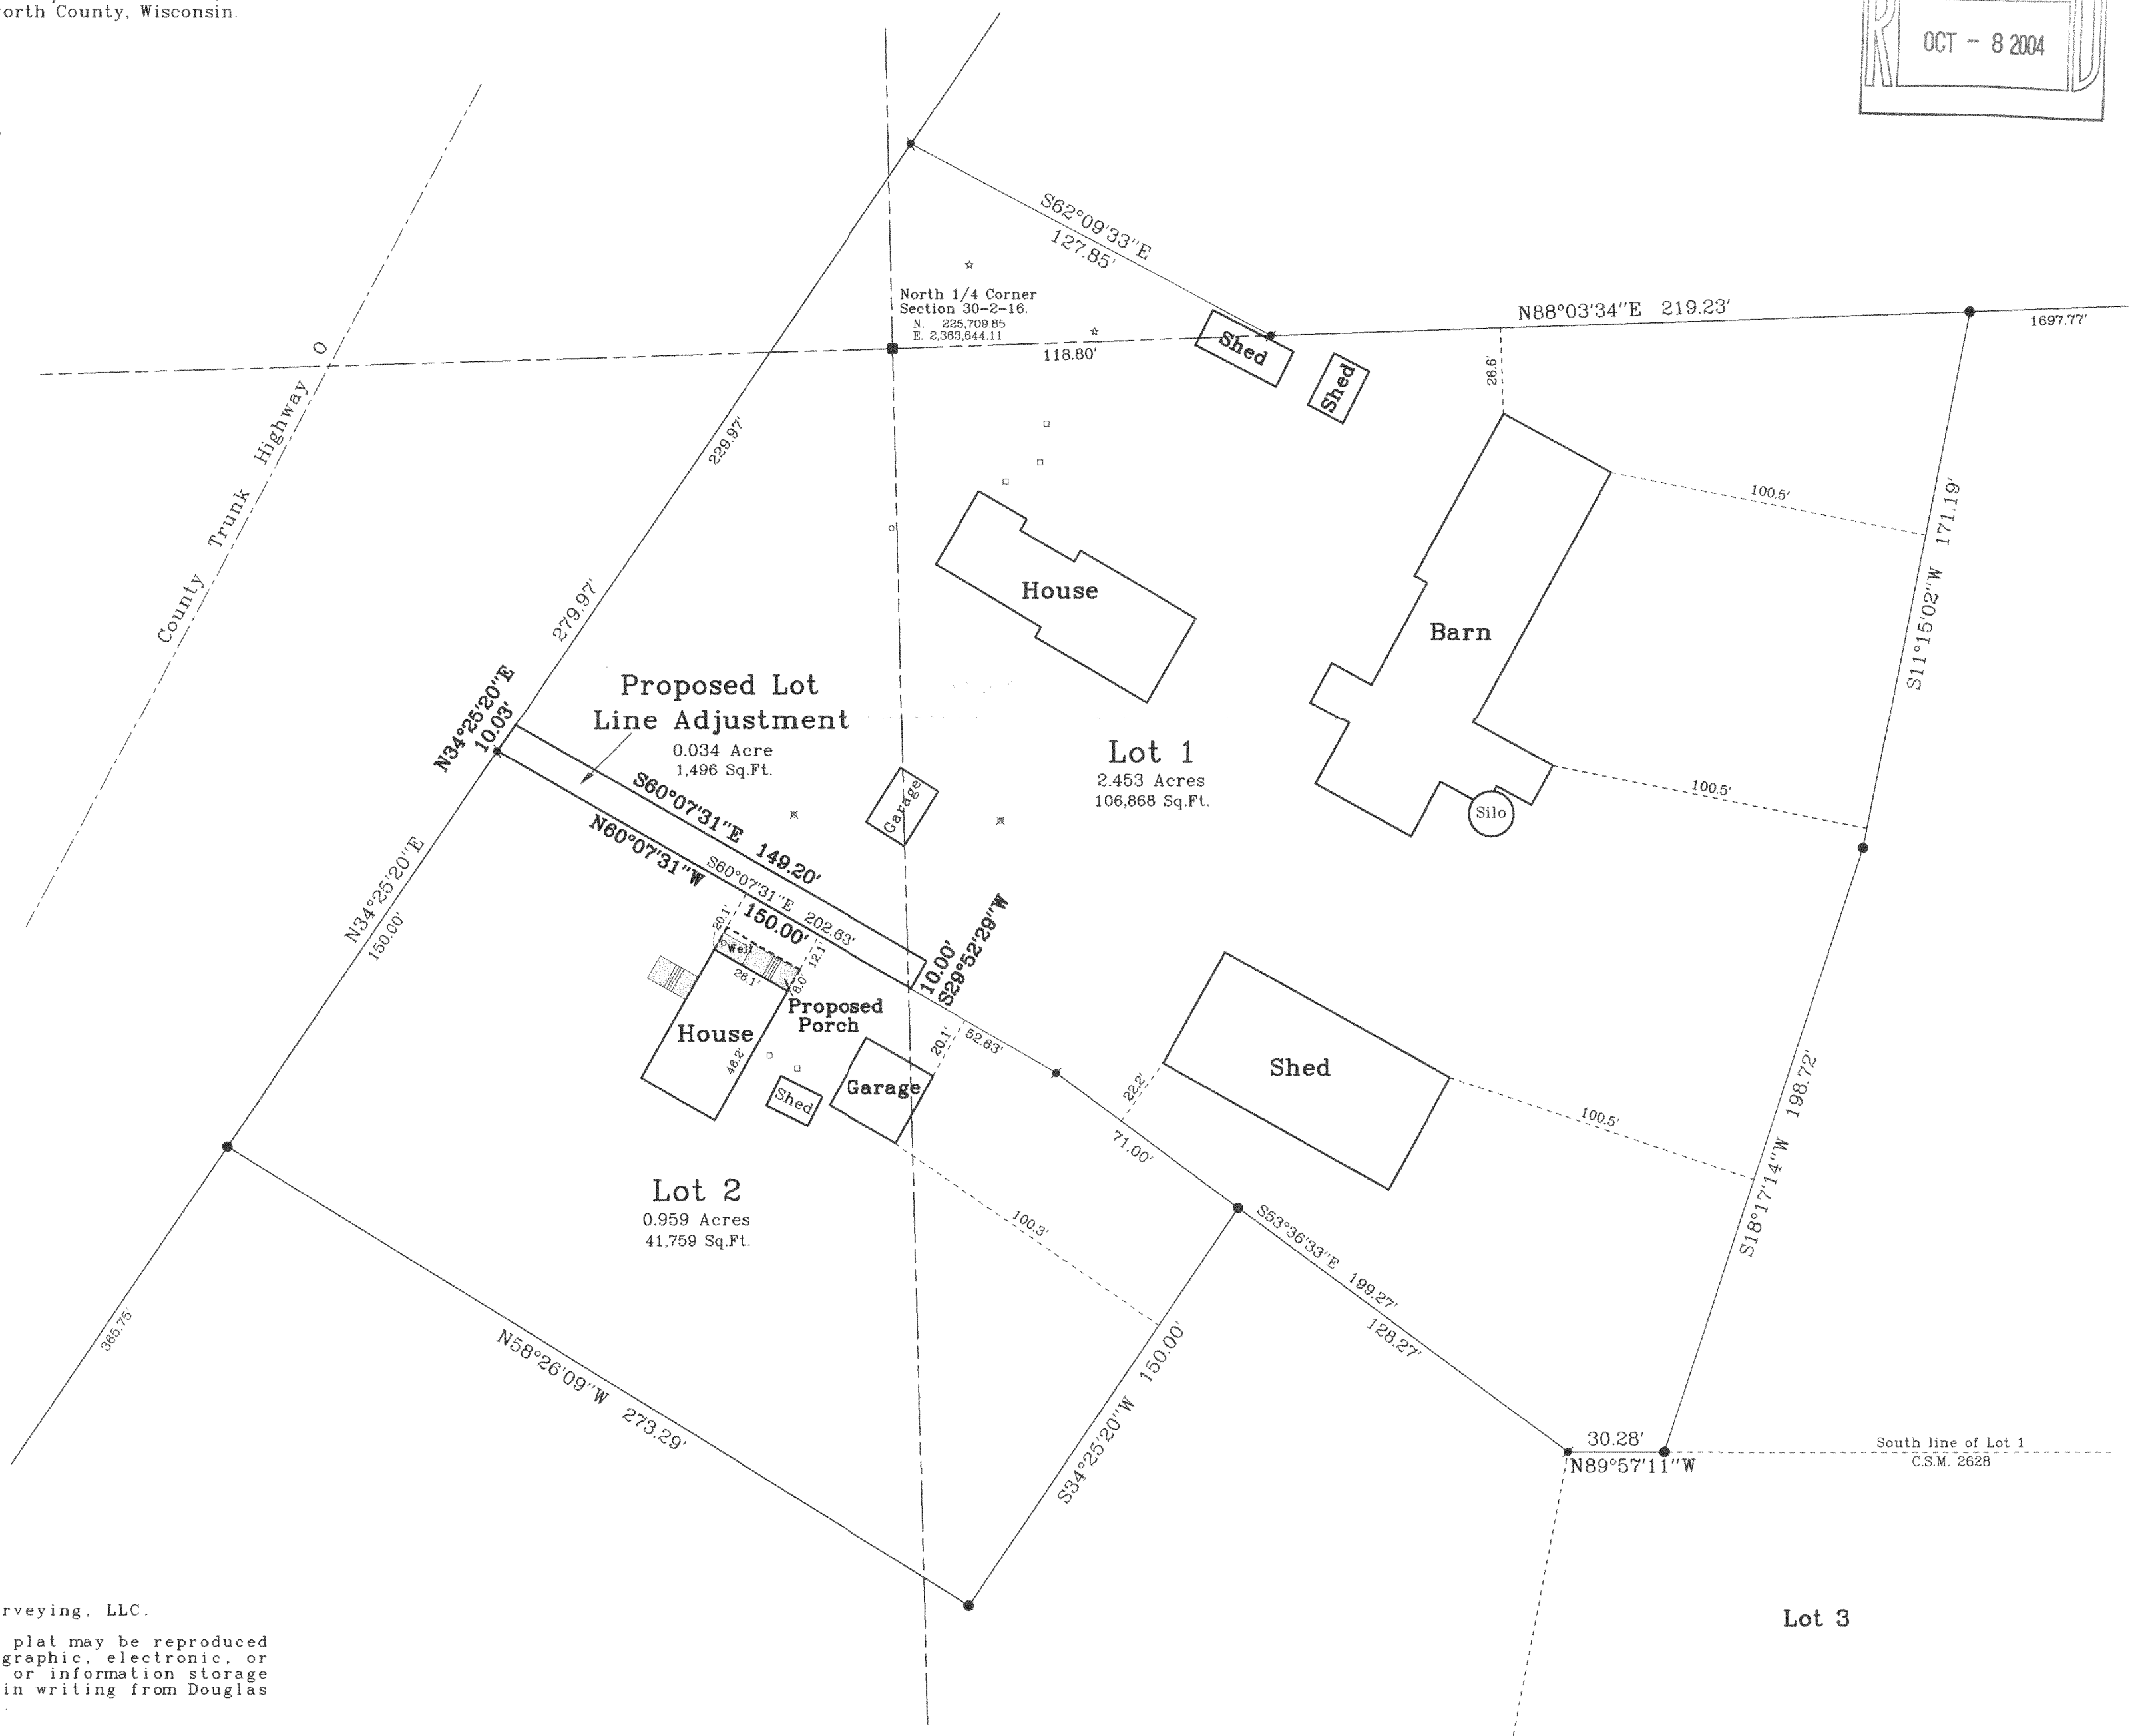 orth County, Wisconsin.
OCT - 8 2004
S62°09'33"E
127.85'
North 1/4 Corner
Section 30-2-16.
N. 225,709.85
E. 2,363,644.11
118.80'
N88°03'34"E 219.23'
1697.77'
Shed
Shed
26.6'
County Trunk Highway O
229.97'
279.97'
House
Barn
100.5'
S11°15'02"W 171.19'
N34°25'20"E
10.03'
Proposed Lot
Line Adjustment
0.034 Acre
1,496 Sq.Ft.
Lot 1
2.453 Acres
106,868 Sq.Ft.
Garage
Silo
100.5'
S60°07'31"E 149.20'
N60°07'31"W
150.00'
S60°07'31"E 202.63'
10.00'
S29°52'29"W
N34°25'20"E
150.00'
20.1'
Well
12.1'
26.1'
8.0'
Proposed
Porch
House
46.2'
Shed
Garage
20.1'
52.63'
22.2'
71.00'
Shed
100.5'
S18°17'14"W 198.72'
Lot 2
0.959 Acres
41,759 Sq.Ft.
100.3'
S53°36'33"E 199.27'
128.27'
365.75'
N58°26'09"W 273.29'
S34°25'20"W 150.00'
30.28'
N89°57'11"W
South line of Lot 1
C.S.M. 2628
Lot 3
rveying, LLC.
plat may be reproduced
graphic, electronic, or
or information storage
in writing from Douglas